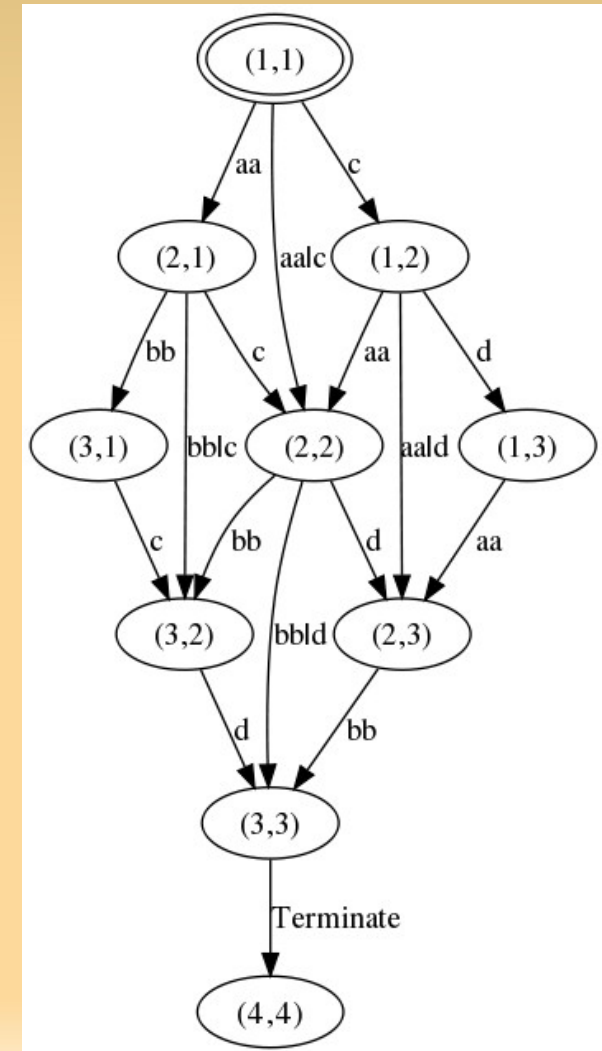 (1,1)
aa
aalc
c
(2,1)
(1,2)
bb
bblc
c
aa
aald
d
(3,1)
(2,2)
(1,3)
c
bb
bbld
d
aa
(3,2)
(2,3)
d
bb
(3,3)
Terminate
(4,4)